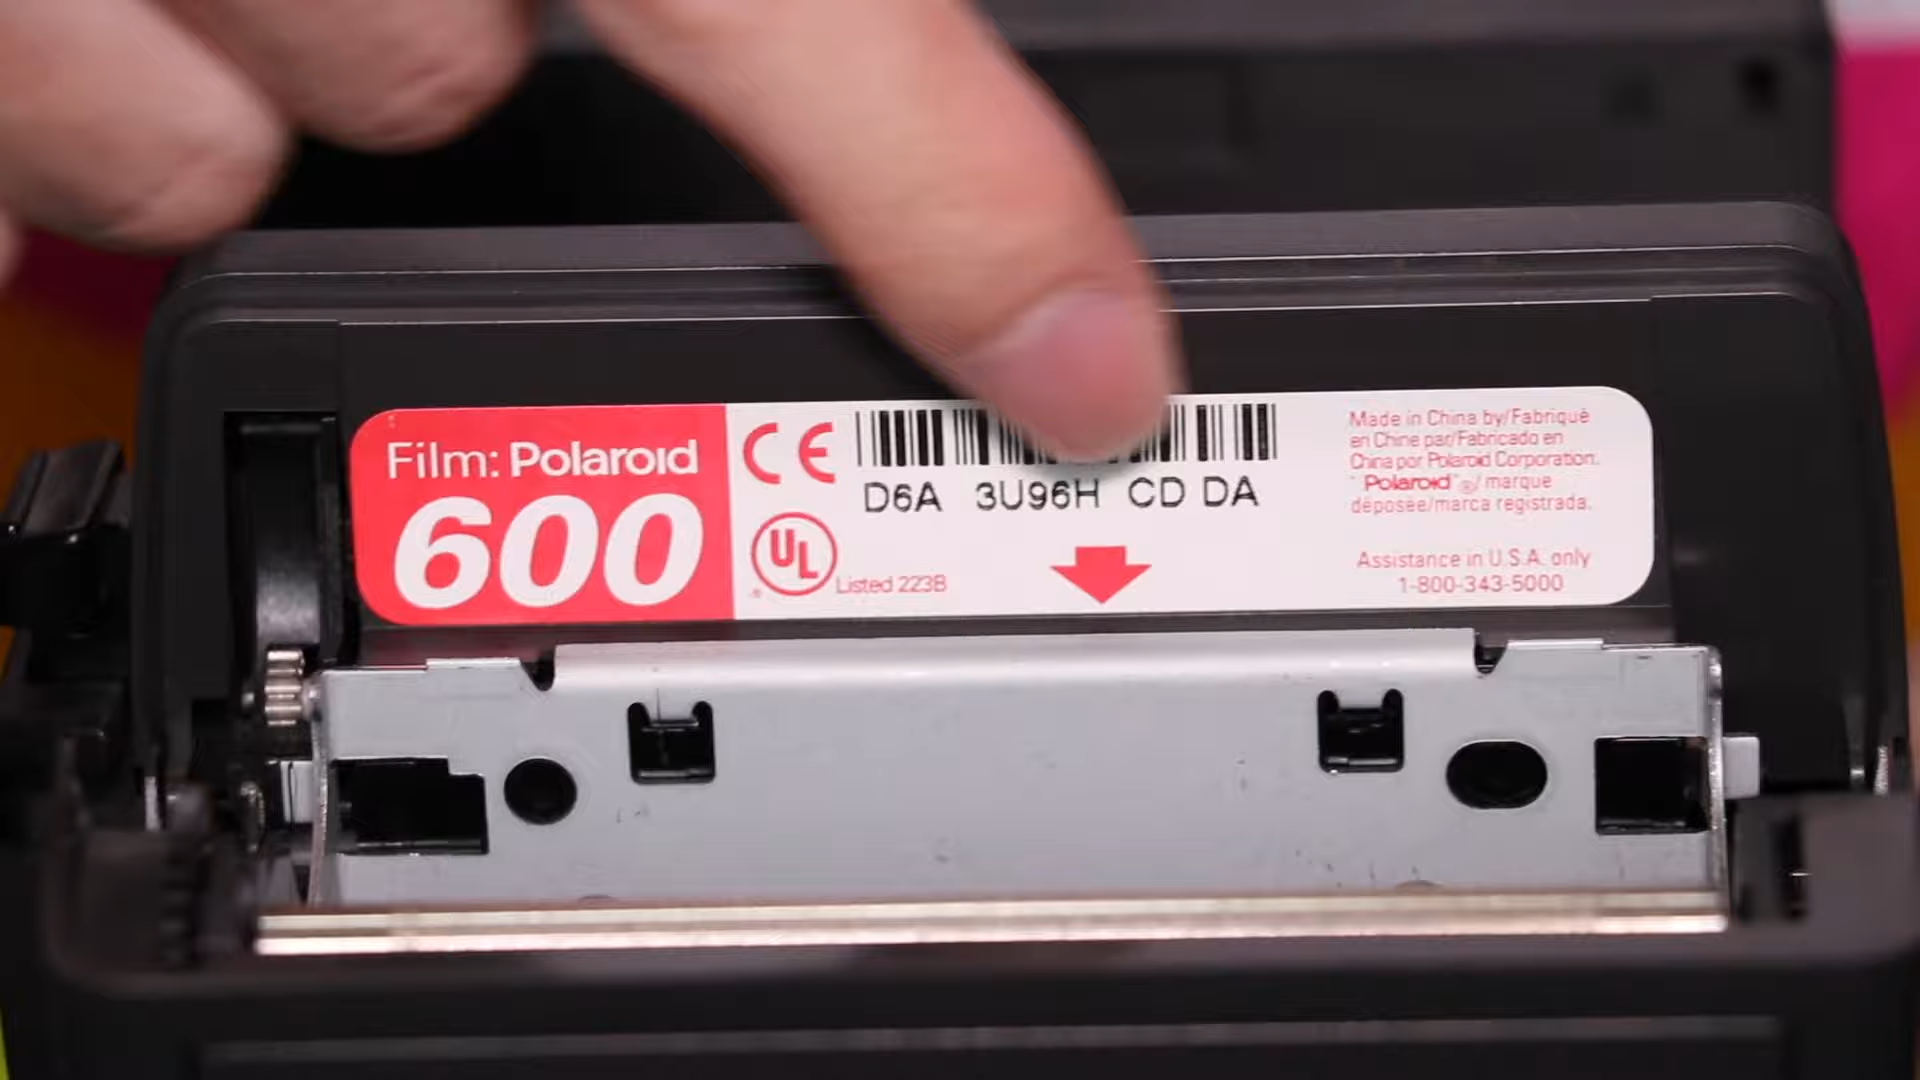 Film: Polaroid
600
CE
D6A 3U96H CD DA
UL
®
Listed 223B
Made in China by/Fabriqué
en Chine par/Fabricado en
China por Polaroid Corporation.
"Polaroid"®/marque
déposée/marca registrada.
Assistance in U.S.A. only
1-800-343-5000